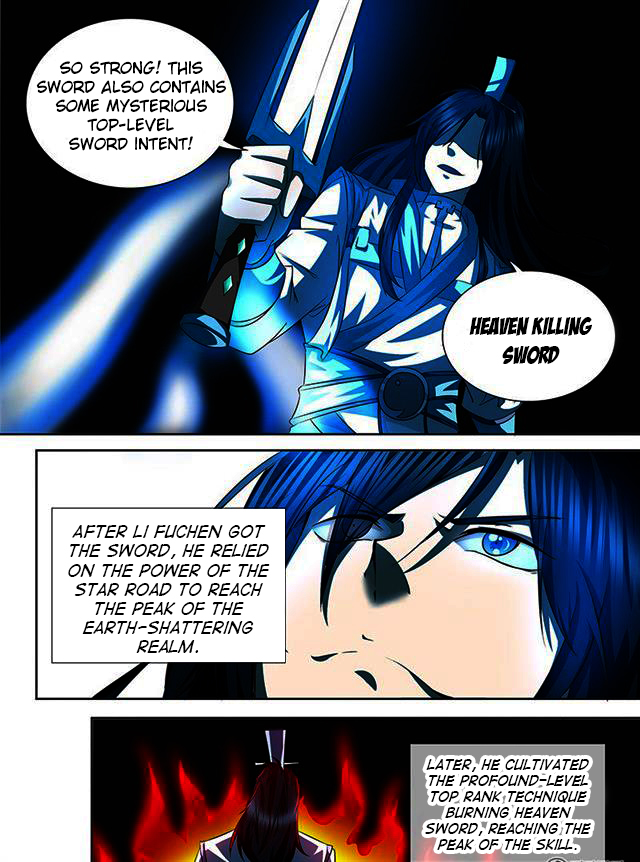 SO STRONG! THIS
SWORD ALSO CONTAINS
SOME MYSTERIOUS
TOP-LEVEL
SWORD INTENT!
HEAVEN KILLING
SWORD
AFTER LI FUCHEN GOT
THE SWORD, HE RELIED
ON THE POWER OF THE
STAR ROAD TO REACH
THE PEAK OF THE
EARTH-SHATTERING
REALM.
LATER, HE CULTIVATED
THE PROFOUND-LEVEL
TOP RANK TECHNIQUE
BURNING HEAVEN
SWORD, REACHING THE
PEAK OF THE SKILL.